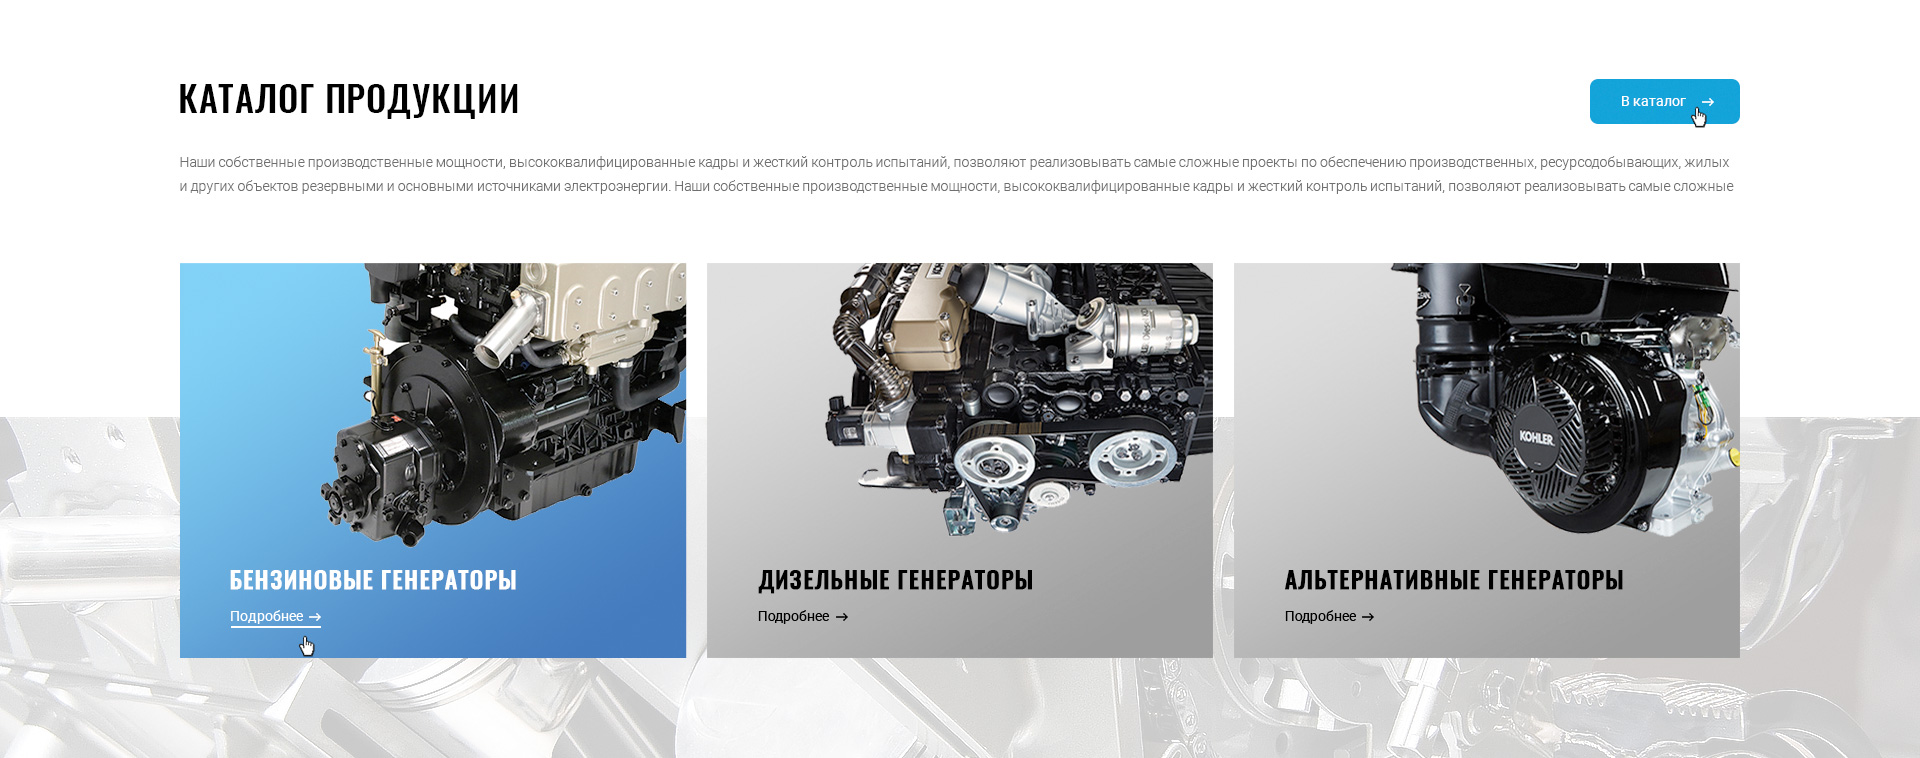 КАТАЛОГ ПРОДУКЦИИ
В каталог →
Наши собственные производственные мощности, высококвалифицированные кадры и жесткий контроль испытаний, позволяют реализовывать самые сложные проекты по обеспечению производственных, ресурсодобывающих, жилых
и других объектов резервными и основными источниками электроэнергии. Наши собственные производственные мощности, высококвалифицированные кадры и жесткий контроль испытаний, позволяют реализовывать самые сложные
KOHLER
БЕНЗИНОВЫЕ ГЕНЕРАТОРЫ
Подробнее →
ДИЗЕЛЬНЫЕ ГЕНЕРАТОРЫ
Подробнее →
АЛЬТЕРНАТИВНЫЕ ГЕНЕРАТОРЫ
Подробнее →